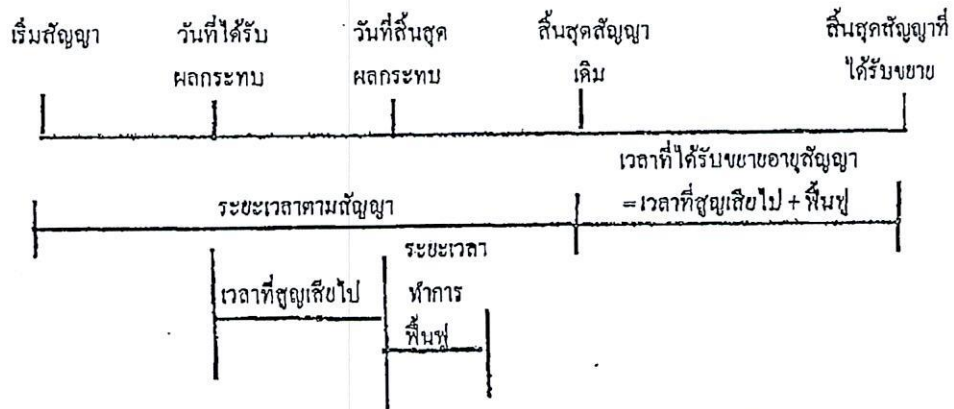 เริ่มสัญญา
วันที่ได้รับ
ผลกระทบ
วันที่สิ้นสุด
ผลกระทบ
สิ้นสุดสัญญา
เดิม
สิ้นสุดสัญญาที่
ได้รับขยาย
เวลาที่ได้รับขยายอายุสัญญา
=เวลาที่สูญเสียไป + ฟื้นฟู
ระยะเวลาตามสัญญา
เวลาที่สูญเสียไป
ระยะเวลา
ทำการ
ฟื้นฟู